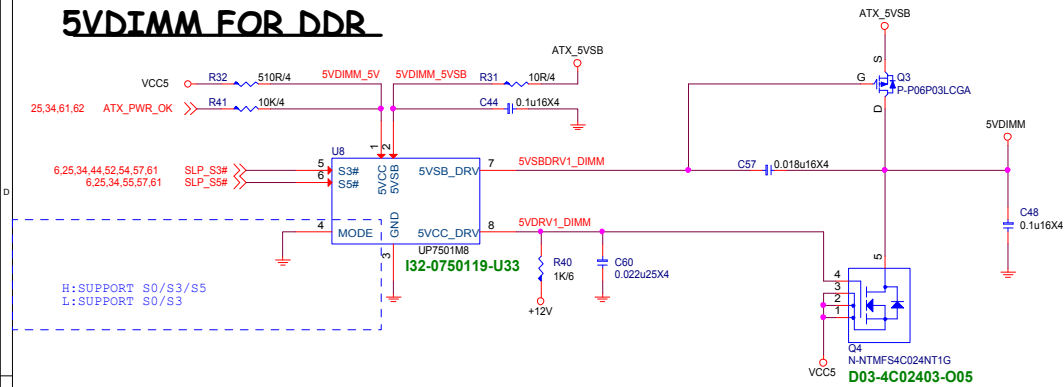 5VDIMM FOR DDR
ATX_5VSB
ATX_5VSB
VCC5 R32 510R/4 5VDIMM_5V 5VDIMM_5VSB R31 10R/4
S
G Q3
P-P06P03LCGA
D
25,34,61,62 ATX_PWR_OK R41 10K/4 C44 0.1u16X4
5VDIMM
1 2
U8
6,25,34,44,52,54,57,61 SLP_S3# 5 S3# 5VCC 5VSB 5VSB_DRV 7 5VSBDRV1_DIMM C57 0.018u16X4
6,25,34,55,57,61 SLP_S5# 6 S5#
D
C48
0.1u16X4
4 MODE GND 5VCC_DRV 8 5VDRV1_DIMM
3 UP7501M8
I32-0750119-U33
R40
1K/6
C60
0.022u25X4
+12V
5
4
3
2
1
H:SUPPORT S0/S3/S5
L:SUPPORT S0/S3
Q4
N-NTMFS4C024NT1G
VCC5
D03-4C02403-O05